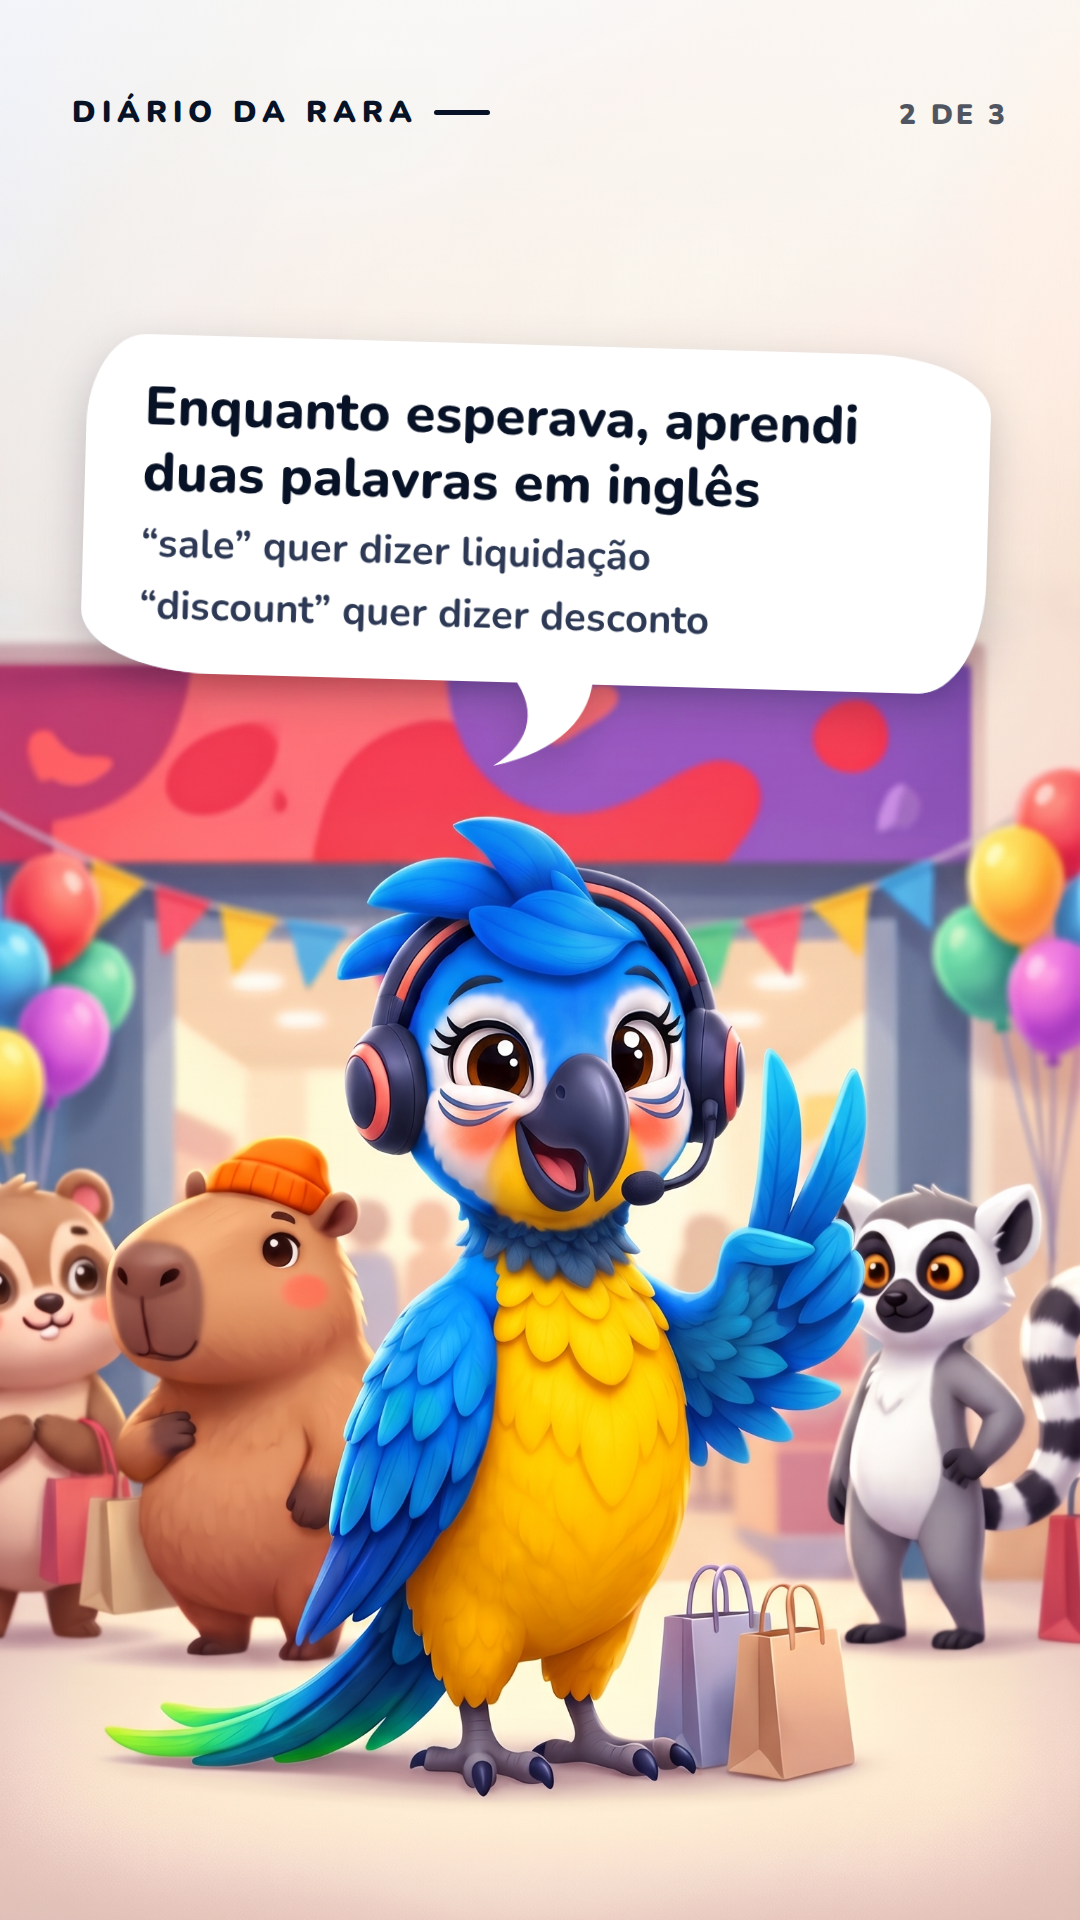 DIÁRIO DA RARA
2 DE 3
Enquanto esperava, aprendi
duas palavras em inglês
“sale” quer dizer liquidação
“discount” quer dizer desconto